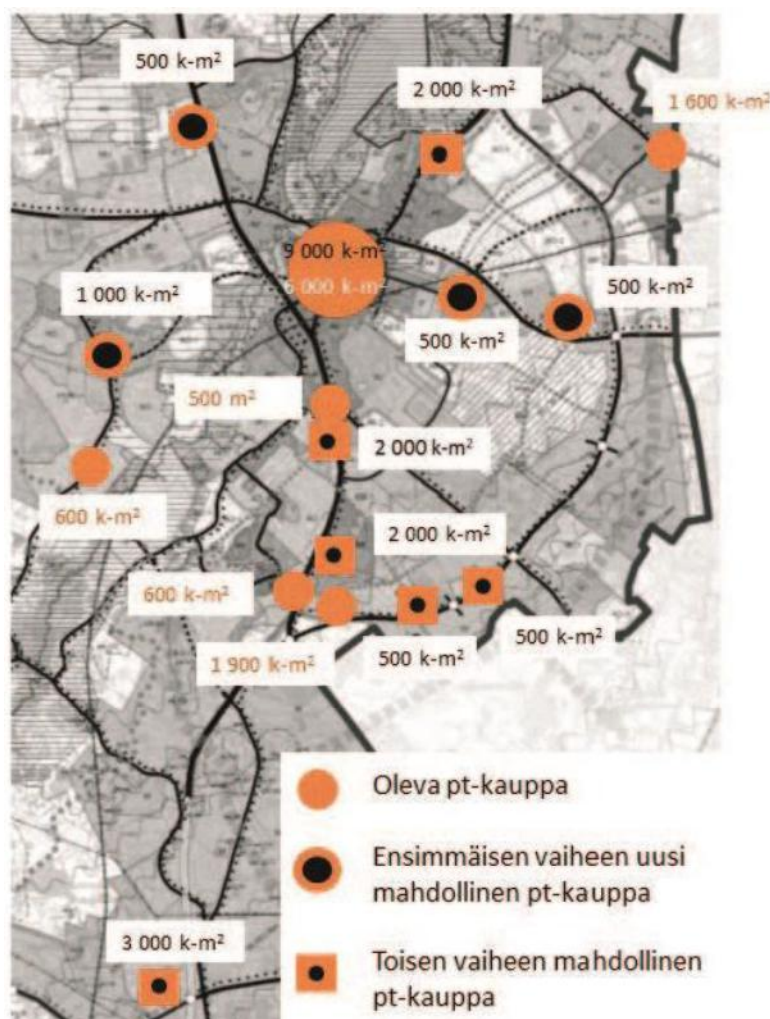 500 k-m²
2 000 k-m²
1 600 k-m²
9 000 k-m²
6 000 k-m²
1 000 k-m²
500 k-m²
500 k-m²
500 m²
2 000 k-m²
600 k-m²
2 000 k-m²
600 k-m²
500 k-m²
1 900 k-m²
500 k-m²
Oleva pt-kauppa
Ensimmäisen vaiheen uusi
mahdollinen pt-kauppa
3 000 k-m²
Toisen vaiheen mahdollinen
pt-kauppa